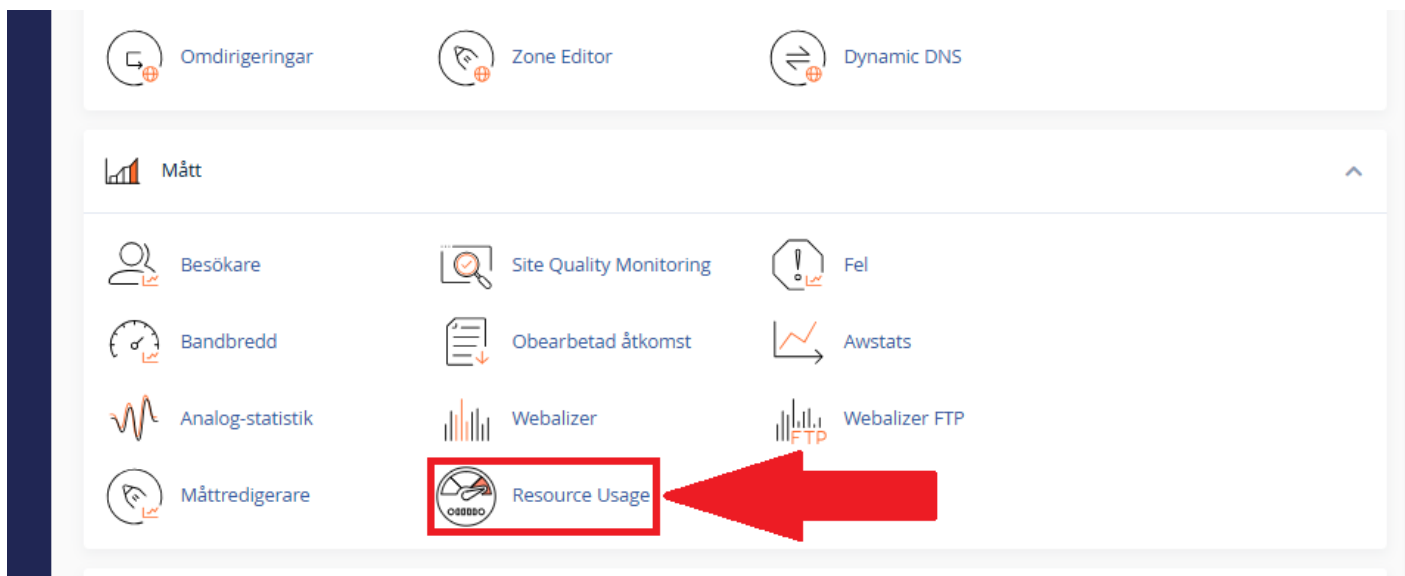 Omdirigeringar
Zone Editor
Dynamic DNS
Mått
Besökare
Site Quality Monitoring
Fel
Bandbredd
Obearbetad åtkomst
Awstats
Analog-statistik
Webalizer
FTP
Webalizer FTP
Måttredigerare
Resource Usage